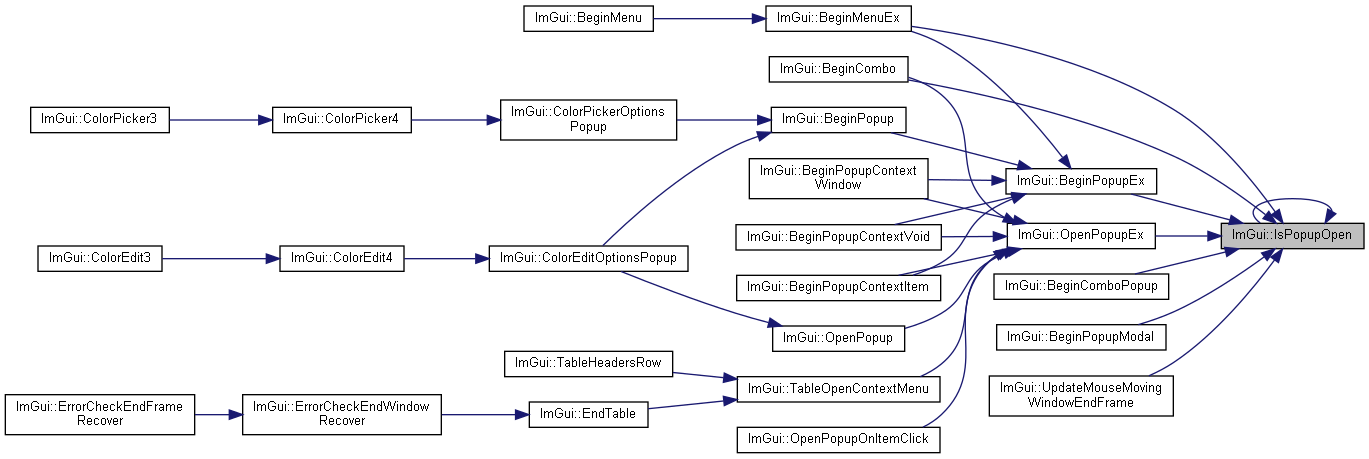 ImGui::BeginMenu
ImGui::BeginMenuEx
ImGui::BeginCombo
ImGui::ColorPicker3
ImGui::ColorPicker4
ImGui::ColorPickerOptions
Popup
ImGui::BeginPopup
ImGui::BeginPopupContext
Window
ImGui::BeginPopupEx
ImGui::BeginPopupContextVoid
ImGui::OpenPopupEx
ImGui::IsPopupOpen
ImGui::ColorEdit3
ImGui::ColorEdit4
ImGui::ColorEditOptionsPopup
ImGui::BeginPopupContextItem
ImGui::BeginComboPopup
ImGui::OpenPopup
ImGui::BeginPopupModal
ImGui::TableHeadersRow
ImGui::TableOpenContextMenu
ImGui::UpdateMouseMoving
WindowEndFrame
ImGui::ErrorCheckEndFrame
Recover
ImGui::ErrorCheckEndWindow
Recover
ImGui::EndTable
ImGui::OpenPopupOnItemClick